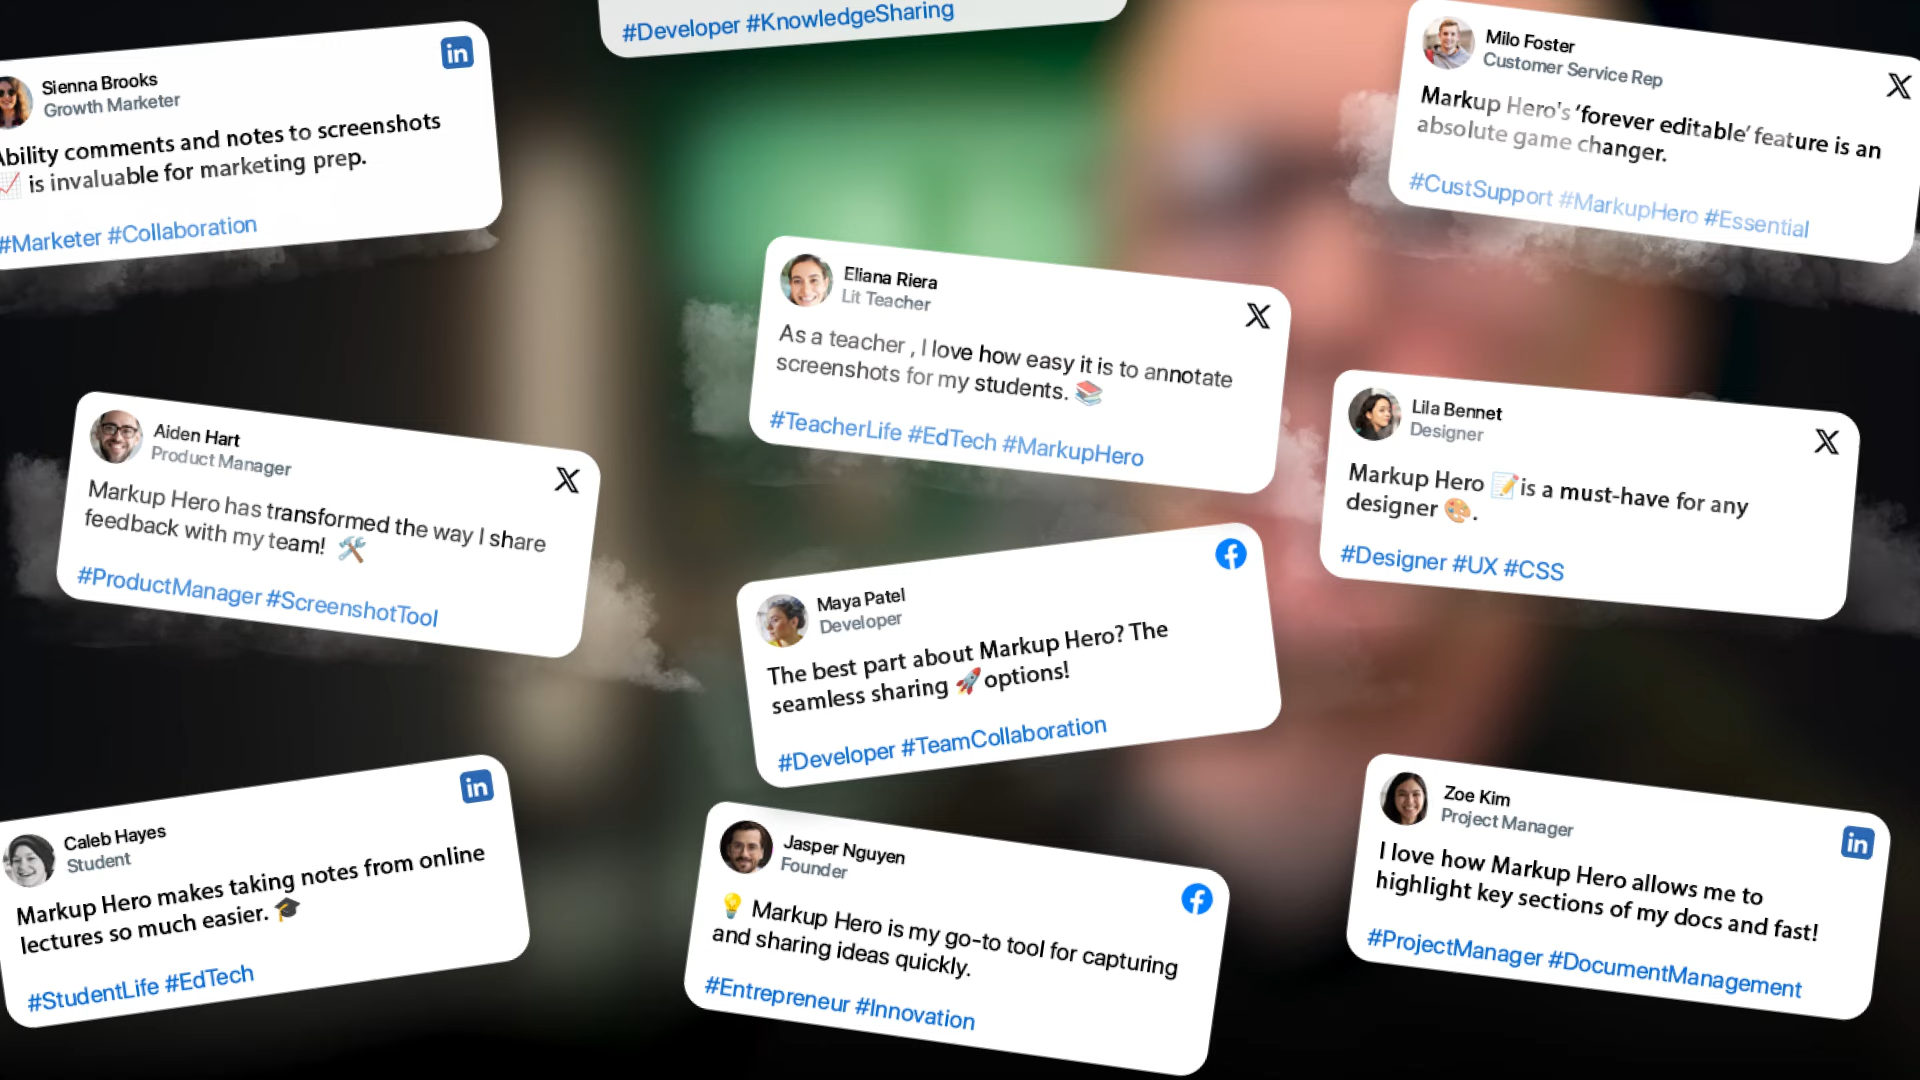 #Developer #KnowledgeSharing
Sienna Brooks
Growth Marketer
Ability comments and notes to screenshots
📈 is invaluable for marketing prep.
#Marketer #Collaboration
Milo Foster
Customer Service Rep
Markup Hero's ‘forever editable’ feature is an
absolute game changer.
#CustSupport #MarkupHero #Essential
Eliana Riera
Lit Teacher
As a teacher , I love how easy it is to annotate
screenshots for my students. 📚
#TeacherLife #EdTech #MarkupHero
Aiden Hart
Product Manager
Markup Hero has transformed the way I share
feedback with my team! 🛠️
#ProductManager #ScreenshotTool
Lila Bennet
Designer
Markup Hero 📝is a must-have for any
designer 🎨.
#Designer #UX #CSS
Maya Patel
Developer
The best part about Markup Hero? The
seamless sharing 🚀options!
#Developer #TeamCollaboration
Caleb Hayes
Student
Markup Hero makes taking notes from online
lectures so much easier. 🎓
#StudentLife #EdTech
Jasper Nguyen
Founder
💡 Markup Hero is my go-to tool for capturing
and sharing ideas quickly.
#Entrepreneur #Innovation
Zoe Kim
Project Manager
I love how Markup Hero allows me to
highlight key sections of my docs and fast!
#ProjectManager #DocumentManagement